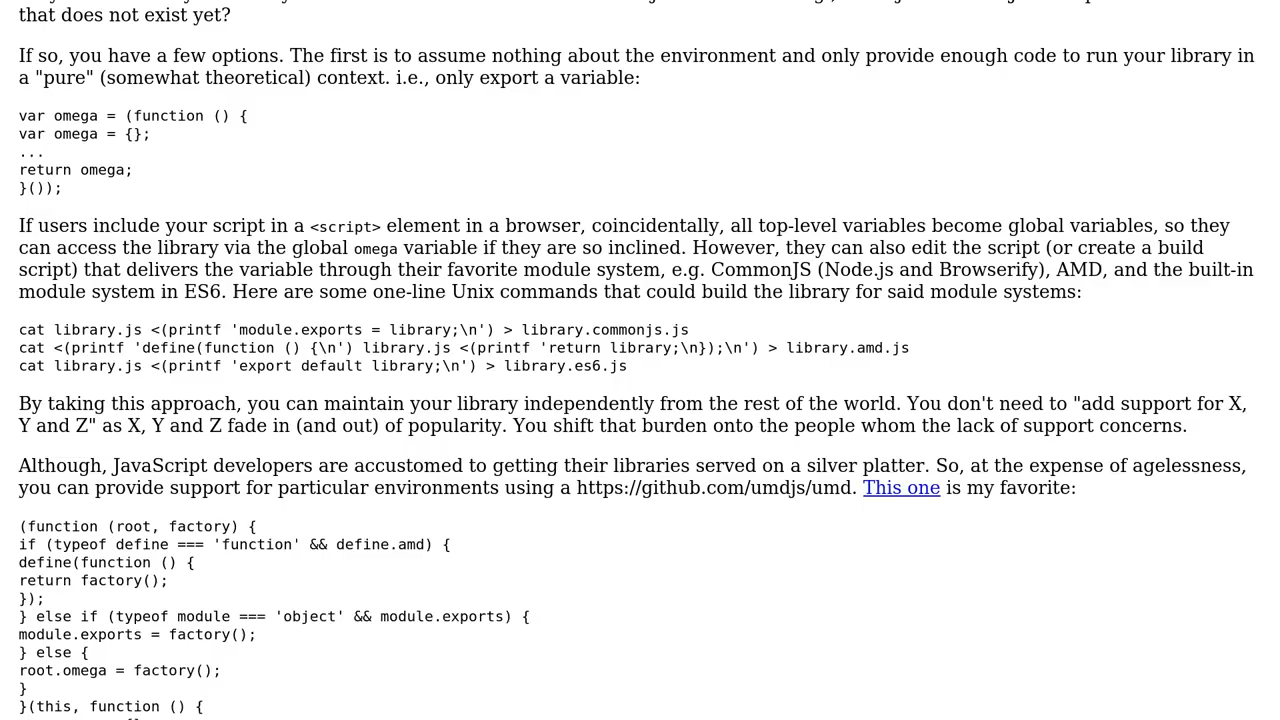 that does not exist yet?
If so, you have a few options. The first is to assume nothing about the environment and only provide enough code to run your library in
a "pure" (somewhat theoretical) context. i.e., only export a variable:
var omega = (function () {
var omega = {};
...
return omega;
}());
If users include your script in a <script> element in a browser, coincidentally, all top-level variables become global variables, so they
can access the library via the global omega variable if they are so inclined. However, they can also edit the script (or create a build
script) that delivers the variable through their favorite module system, e.g. CommonJS (Node.js and Browserify), AMD, and the built-in
module system in ES6. Here are some one-line Unix commands that could build the library for said module systems:
cat library.js <(printf 'module.exports = library;\n') > library.commonjs.js
cat <(printf 'define(function () {\n') library.js <(printf 'return library;\n});\n') > library.amd.js
cat library.js <(printf 'export default library;\n') > library.es6.js
By taking this approach, you can maintain your library independently from the rest of the world. You don't need to "add support for X,
Y and Z" as X, Y and Z fade in (and out) of popularity. You shift that burden onto the people whom the lack of support concerns.
Although, JavaScript developers are accustomed to getting their libraries served on a silver platter. So, at the expense of agelessness,
you can provide support for particular environments using a https://github.com/umdjs/umd. This one is my favorite:
(function (root, factory) {
if (typeof define === 'function' && define.amd) {
define(function () {
return factory();
});
} else if (typeof module === 'object' && module.exports) {
module.exports = factory();
} else {
root.omega = factory();
}
}(this, function () {